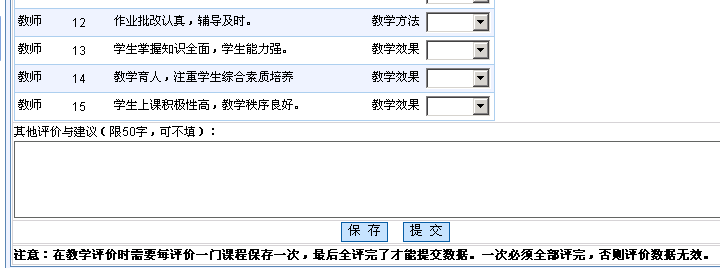 教师 12 作业批改认真，辅导及时。 教学方法
教师 13 学生掌握知识全面，学生能力强。 教学效果
教师 14 教学育人，注重学生综合素质培养 教学效果
教师 15 学生上课积极性高，教学秩序良好。 教学效果
其他评价与建议（限50字，可不填）：
保 存 提 交
注意：在教学评价时需要每评价一门课程保存一次，最后全评完了才能提交数据。一次必须全部评完，否则评价数据无效。